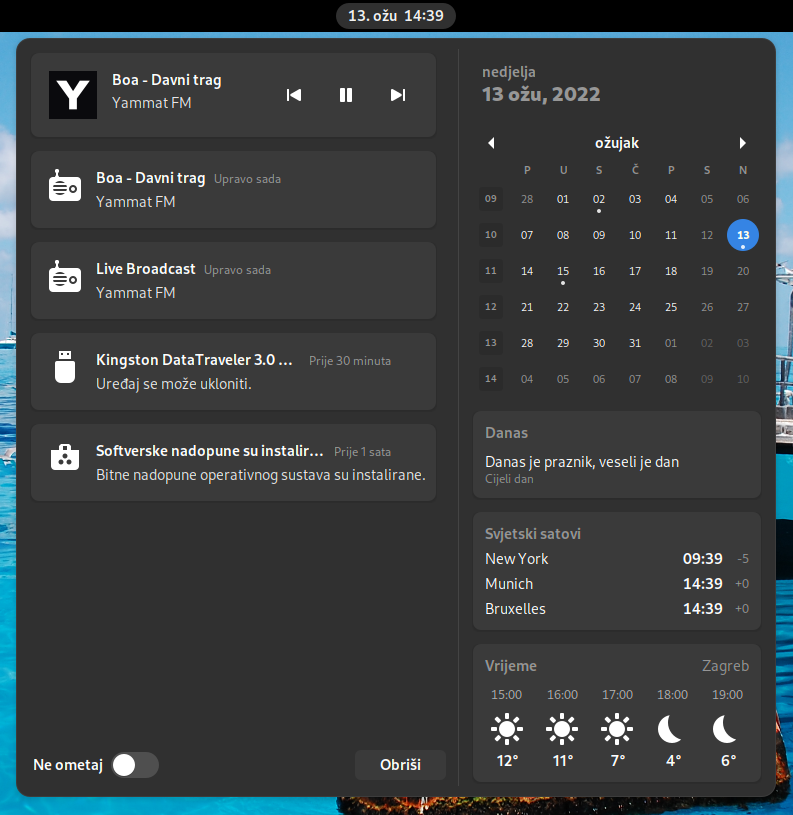 13. ožu 14:39
Y
Boa - Davni trag
Yammat FM
Boa - Davni trag Upravo sada
Yammat FM
Live Broadcast Upravo sada
Yammat FM
Kingston DataTraveler 3.0 ... Prije 30 minuta
Uređaj se može ukloniti.
Softverske nadopune su instalir... Prije 1 sata
Bitne nadopune operativnog sustava su instalirane.
Ne ometaj
Obriši
nedjelja
13 ožu, 2022
ožujak
P U S Č P S N
09 28 01 02 03 04 05 06
10 07 08 09 10 11 12 13
11 14 15 16 17 18 19 20
12 21 22 23 24 25 26 27
13 28 29 30 31 01 02 03
14 04 05 06 07 08 09 10
Danas
Danas je praznik, veseli je dan
Cijeli dan
Svjetski satovi
New York 09:39 -5
Munich 14:39 +0
Bruxelles 14:39 +0
Vrijeme Zagreb
15:00 16:00 17:00 18:00 19:00
12° 11° 7° 4° 6°